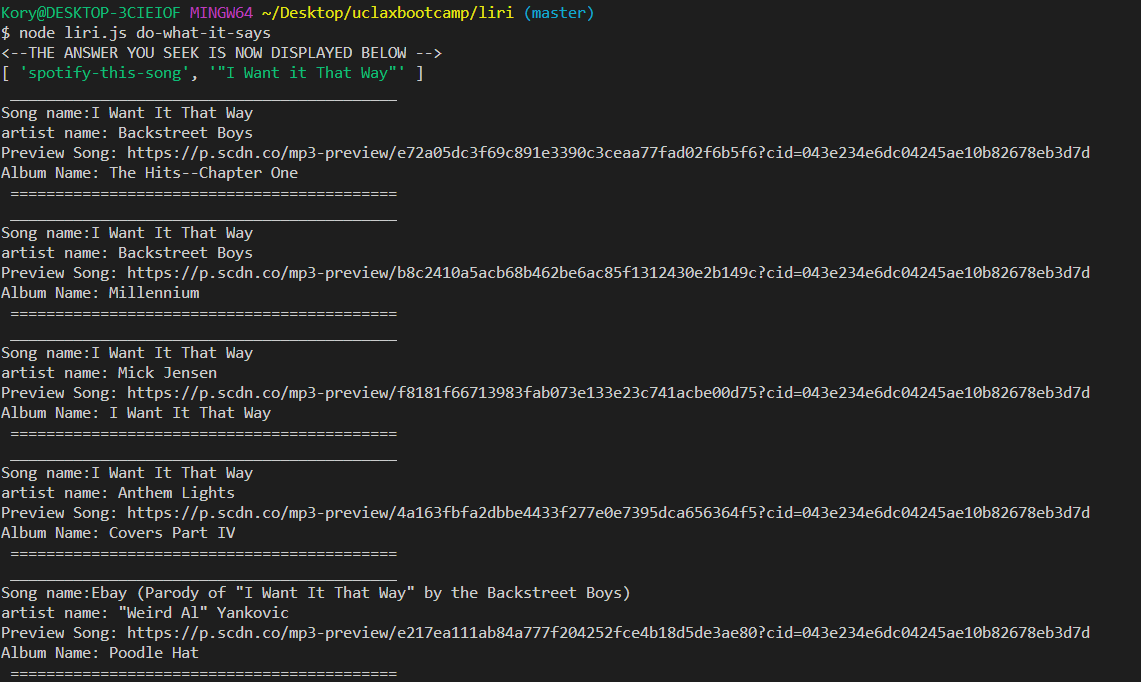 Kory@DESKTOP-3CIEIOF MINGW64 ~/Desktop/uclaxbootcamp/liri (master)
$ node liri.js do-what-it-says
<--THE ANSWER YOU SEEK IS NOW DISPLAYED BELOW -->
[ 'spotify-this-song', '"I Want it That Way"' ]
___________________________________________
Song name:I Want It That Way
artist name: Backstreet Boys
Preview Song: https://p.scdn.co/mp3-preview/e72a05dc3f69c891e3390c3ceaa77fad02f6b5f6?cid=043e234e6dc04245ae10b82678eb3d7d
Album Name: The Hits--Chapter One
===========================================
___________________________________________
Song name:I Want It That Way
artist name: Backstreet Boys
Preview Song: https://p.scdn.co/mp3-preview/b8c2410a5acb68b462be6ac85f1312430e2b149c?cid=043e234e6dc04245ae10b82678eb3d7d
Album Name: Millennium
===========================================
___________________________________________
Song name:I Want It That Way
artist name: Mick Jensen
Preview Song: https://p.scdn.co/mp3-preview/f8181f66713983fab073e133e23c741acbe00d75?cid=043e234e6dc04245ae10b82678eb3d7d
Album Name: I Want It That Way
===========================================
___________________________________________
Song name:I Want It That Way
artist name: Anthem Lights
Preview Song: https://p.scdn.co/mp3-preview/4a163fbfa2dbbe4433f277e0e7395dca656364f5?cid=043e234e6dc04245ae10b82678eb3d7d
Album Name: Covers Part IV
===========================================
___________________________________________
Song name:Ebay (Parody of "I Want It That Way" by the Backstreet Boys)
artist name: "Weird Al" Yankovic
Preview Song: https://p.scdn.co/mp3-preview/e217ea111ab84a777f204252fce4b18d5de3ae80?cid=043e234e6dc04245ae10b82678eb3d7d
Album Name: Poodle Hat
===========================================